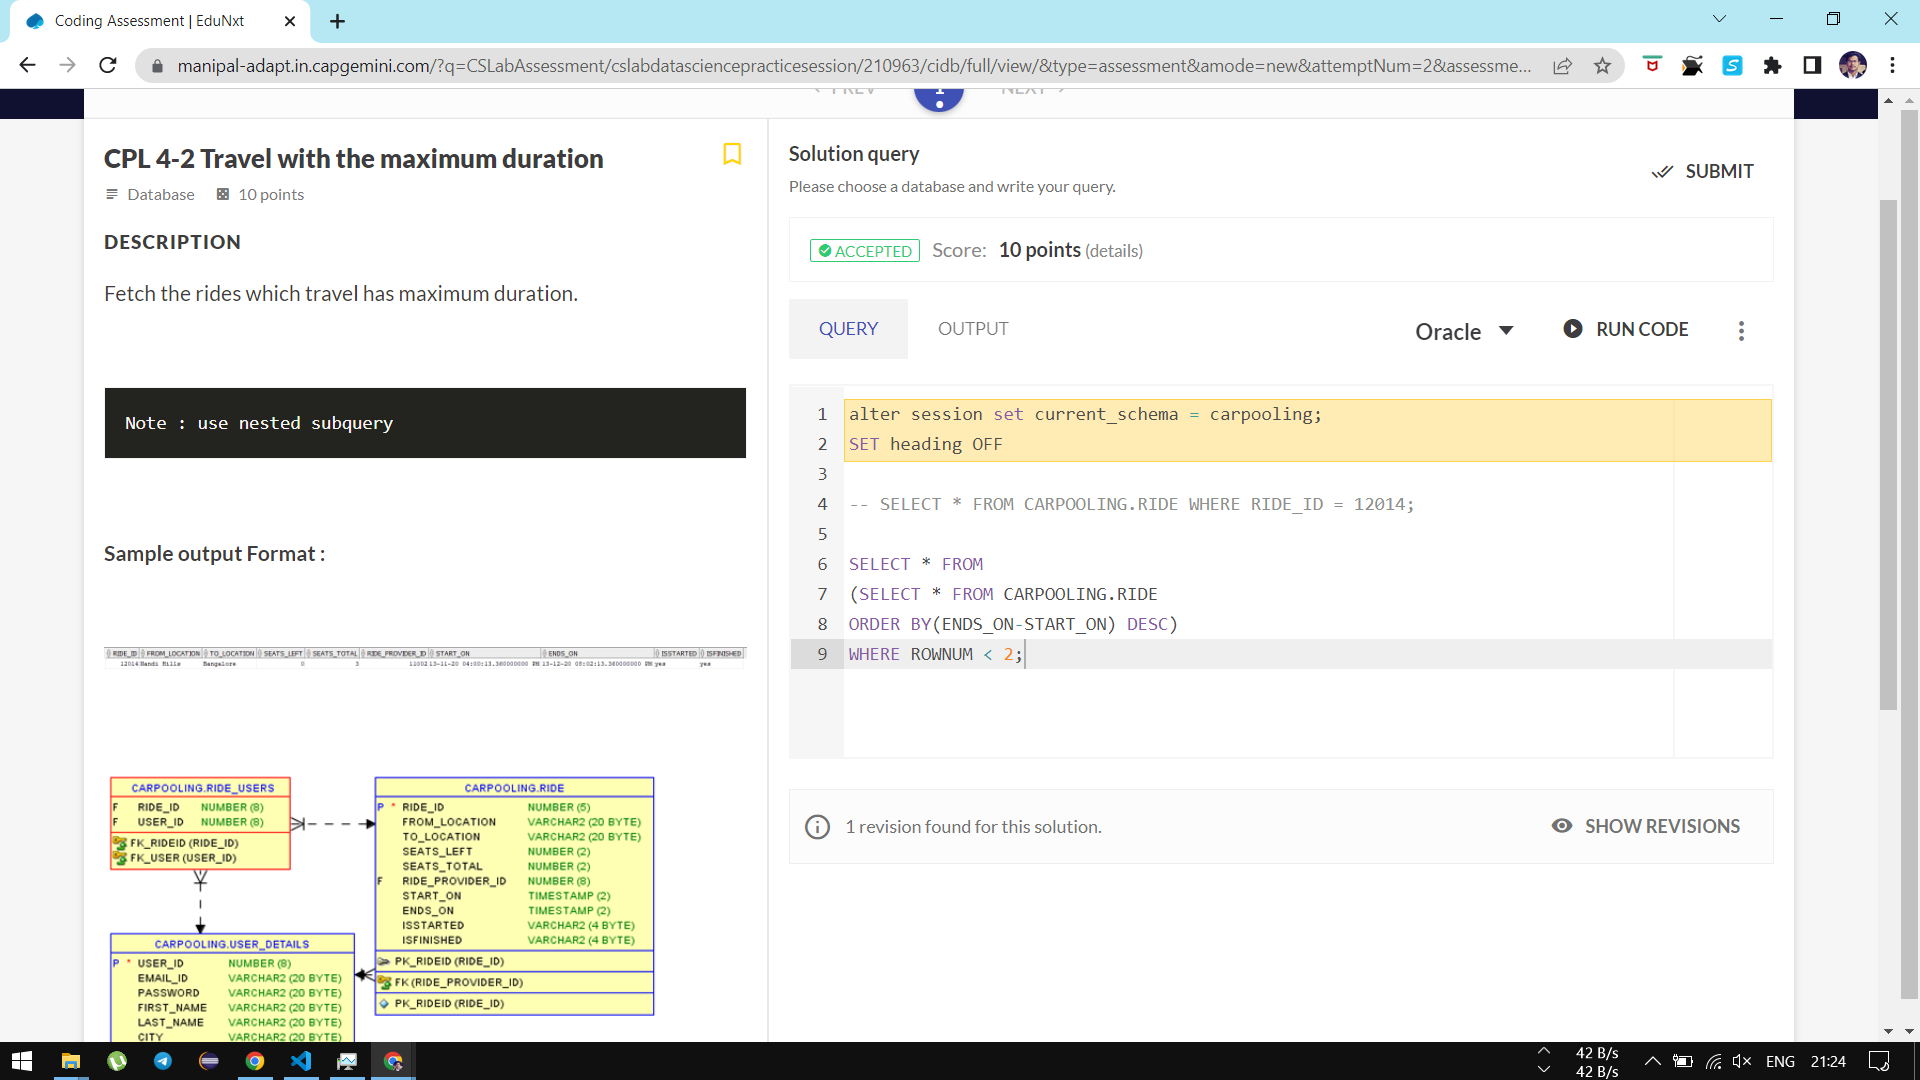 Coding Assessment | EduNxt
manipal-adapt.in.capgemini.com/?q=CSLabAssessment/cslabdatasciencepracticesession/210963/cidb/full/view/&type=assessment&amode=new&attemptNum=2&assessme...
PREV
1
NEXT
CPL 4-2 Travel with the maximum duration
Database
10 points
DESCRIPTION
Fetch the rides which travel has maximum duration.
Note : use nested subquery
Sample output Format :
RIDE_ID FROM_LOCATION TO_LOCATION SEATS_LEFT SEATS_TOTAL RIDE_PROVIDER_ID START_ON ENDS_ON ISSTARTED ISFINISHED
12014 Nandi Hills Bangalore 0 3 11002 13-11-20 04:00:13.360000000 PM 13-12-20 05:02:13.360000000 PM yes yes
CARPOOLING.RIDE_USERS
F RIDE_ID NUMBER (8)
F USER_ID NUMBER (8)
FK_RIDEID (RIDE_ID)
FK_USER (USER_ID)
CARPOOLING.RIDE
P * RIDE_ID NUMBER (5)
FROM_LOCATION VARCHAR2 (20 BYTE)
TO_LOCATION VARCHAR2 (20 BYTE)
SEATS_LEFT NUMBER (2)
SEATS_TOTAL NUMBER (2)
F RIDE_PROVIDER_ID NUMBER (8)
START_ON TIMESTAMP (2)
ENDS_ON TIMESTAMP (2)
ISSTARTED VARCHAR2 (4 BYTE)
ISFINISHED VARCHAR2 (4 BYTE)
PK_RIDEID (RIDE_ID)
FK (RIDE_PROVIDER_ID)
PK_RIDEID (RIDE_ID)
CARPOOLING.USER_DETAILS
P * USER_ID NUMBER (8)
EMAIL_ID VARCHAR2 (20 BYTE)
PASSWORD VARCHAR2 (20 BYTE)
FIRST_NAME VARCHAR2 (20 BYTE)
LAST_NAME VARCHAR2 (20 BYTE)
CITY VARCHAR2 (20 BYTE)
Solution query
Please choose a database and write your query.
SUBMIT
ACCEPTED Score: 10 points (details)
QUERY
OUTPUT
Oracle
RUN CODE
1 alter session set current_schema = carpooling;
2 SET heading OFF
3
4 -- SELECT * FROM CARPOOLING.RIDE WHERE RIDE_ID = 12014;
5
6 SELECT * FROM
7 (SELECT * FROM CARPOOLING.RIDE
8 ORDER BY(ENDS_ON-START_ON) DESC)
9 WHERE ROWNUM < 2;
1 revision found for this solution.
SHOW REVISIONS
42 B/s
42 B/s
ENG
21:24